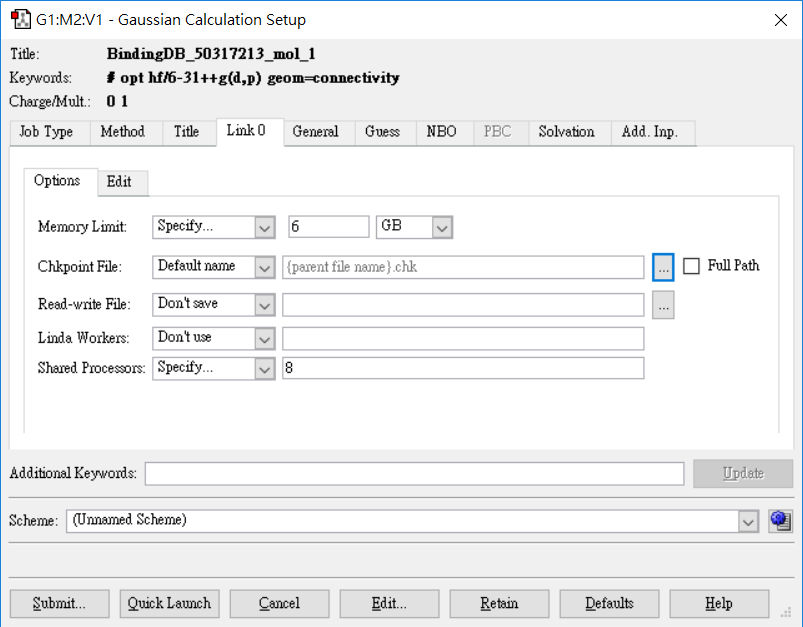 G1:M2:V1 - Gaussian Calculation Setup
Title: BindingDB_50317213_mol_1
Keywords: # opt hf/6-31++g(d,p) geom=connectivity
Charge/Mult.: 0 1
Job Type Method Title Link 0 General Guess NBO PBC Solvation Add. Inp.
Options Edit
Memory Limit: Specify... 6 GB
Chkpoint File: Default name {parent file name}.chk ... Full Path
Read-write File: Don't save ...
Linda Workers: Don't use
Shared Processors: Specify... 8
Additional Keywords: Update
Scheme: (Unnamed Scheme)
Submit... Quick Launch Cancel Edit... Retain Defaults Help